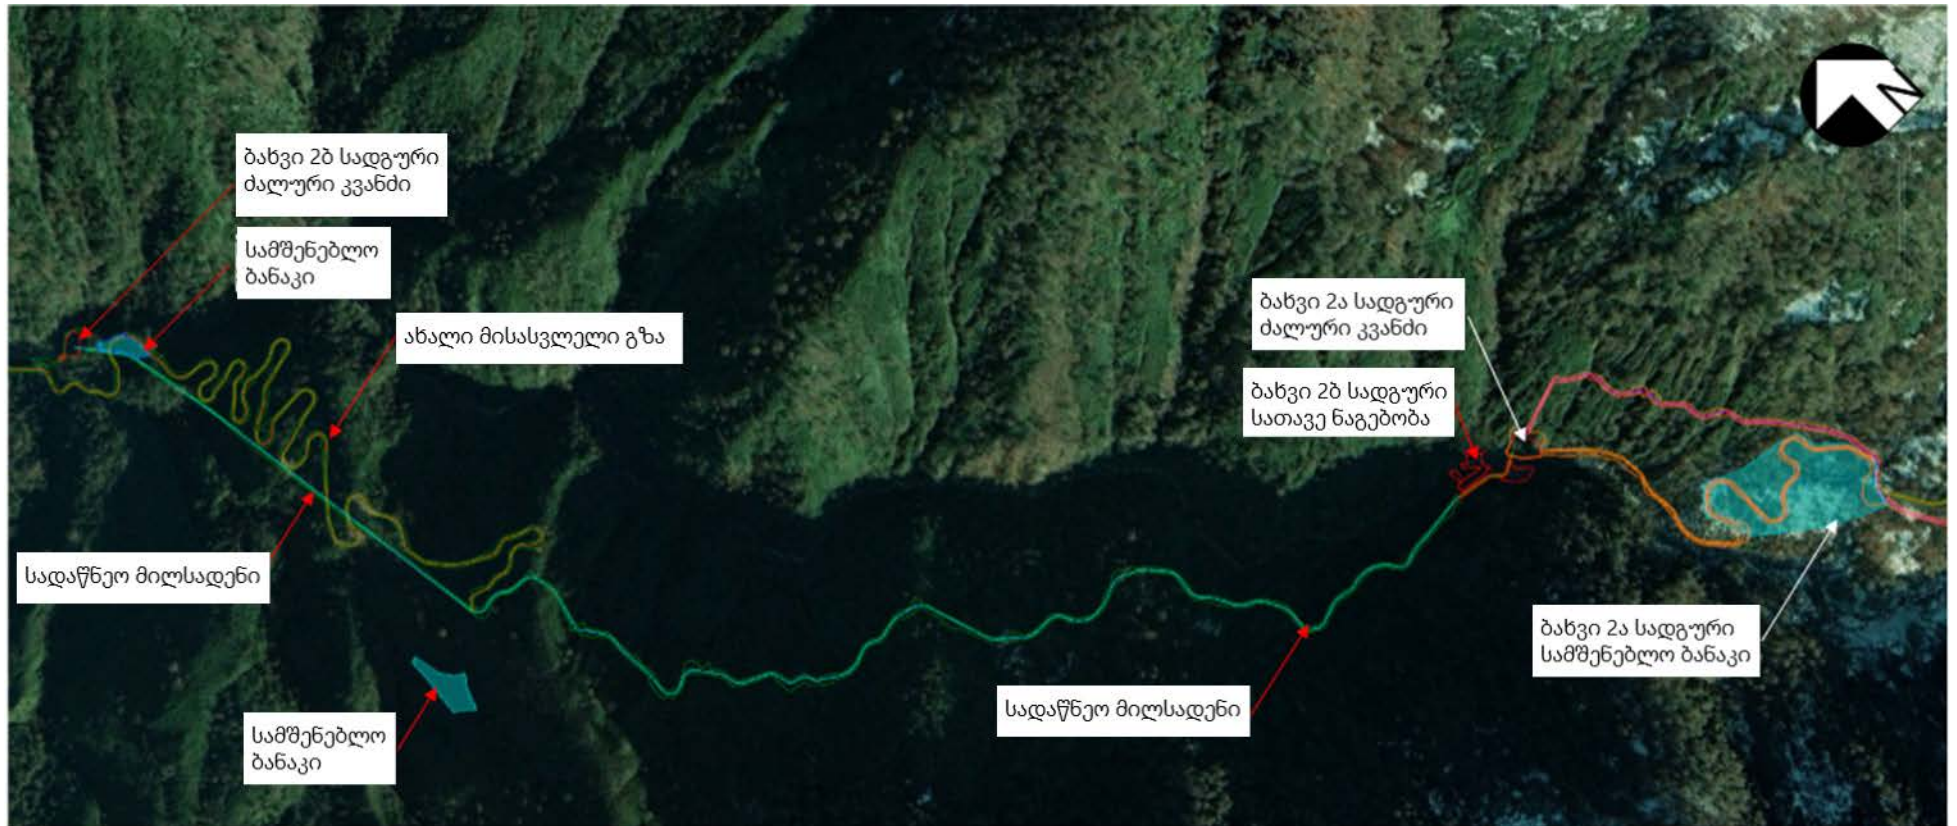 ბახვი 2ბ სადგური
ძალური კვანძი
სამშენებლო
ბანაკი
ახალი მისასვლელი გზა
სადაწნეო მილსადენი
სამშენებლო
ბანაკი
ბახვი 2ა სადგური
ძალური კვანძი
ბახვი 2ბ სადგური
სათავე ნაგებობა
სადაწნეო მილსადენი
ბახვი 2ა სადგური
სამშენებლო ბანაკი
N